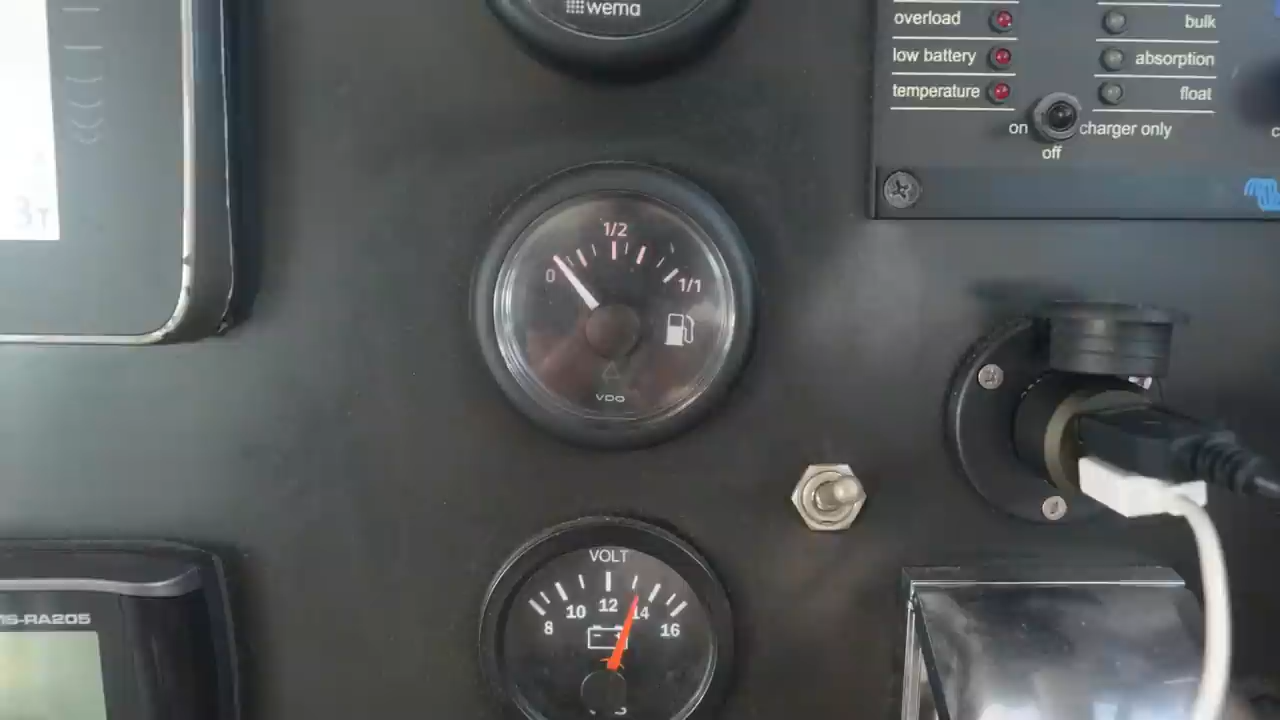 wema
overload
bulk
low battery
absorption
temperature
float
on
charger only
off
1/2
0
1/1
VDO
VOLT
8
10
12
14
16
-RA205